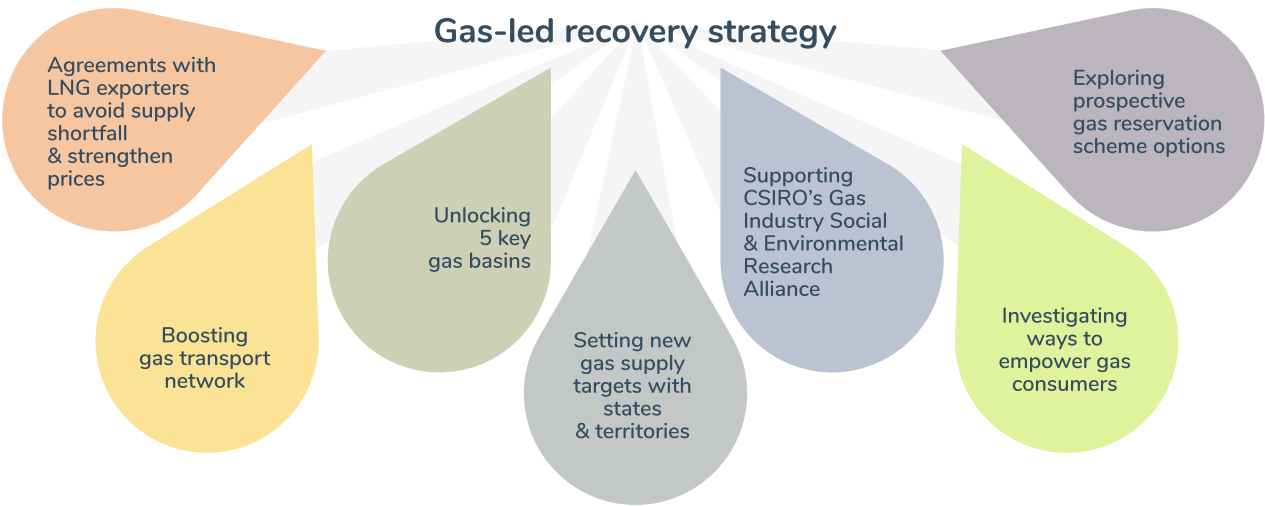 Gas-led recovery strategy
Agreements with
LNG exporters
to avoid supply
shortfall
& strengthen
prices
Boosting
gas transport
network
Unlocking
5 key
gas basins
Setting new
gas supply
targets with
states
& territories
Supporting
CSIRO’s Gas
Industry Social
& Environmental
Research
Alliance
Investigating
ways to
empower gas
consumers
Exploring
prospective
gas reservation
scheme options